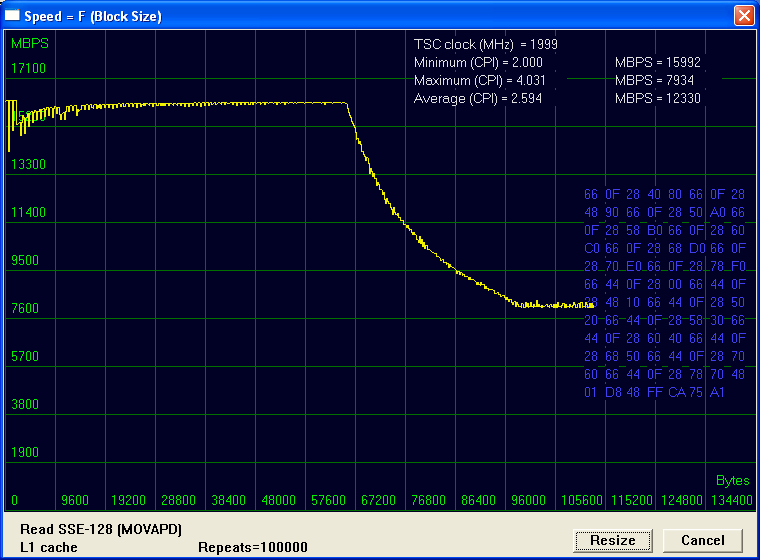 Speed = F (Block Size)
MBPS
TSC clock (MHz) = 1999
Minimum (CPI) = 2.000 MBPS = 15992
Maximum (CPI) = 4.031 MBPS = 7934
Average (CPI) = 2.594 MBPS = 12330
17100
13300
11400
9500
7600
5700
3800
1900
66 0F 28 40 80 66 0F 28
48 90 66 0F 28 50 A0 66
0F 28 58 B0 66 0F 28 60
C0 66 0F 28 68 D0 66 0F
28 70 E0 66 0F 28 78 F0
66 44 0F 28 00 66 44 0F
28 48 10 66 44 0F 28 50
20 66 44 0F 28 58 30 66
44 0F 28 60 40 66 44 0F
28 68 50 66 44 0F 28 70
60 66 44 0F 28 78 70 48
01 D8 48 FF CA 75 A1
Bytes
0 9600 19200 28800 38400 48000 57600 67200 76800 86400 96000 105600 115200 124800 134400
Read SSE-128 (MOVAPD)
L1 cache Repeats=100000
Resize Cancel